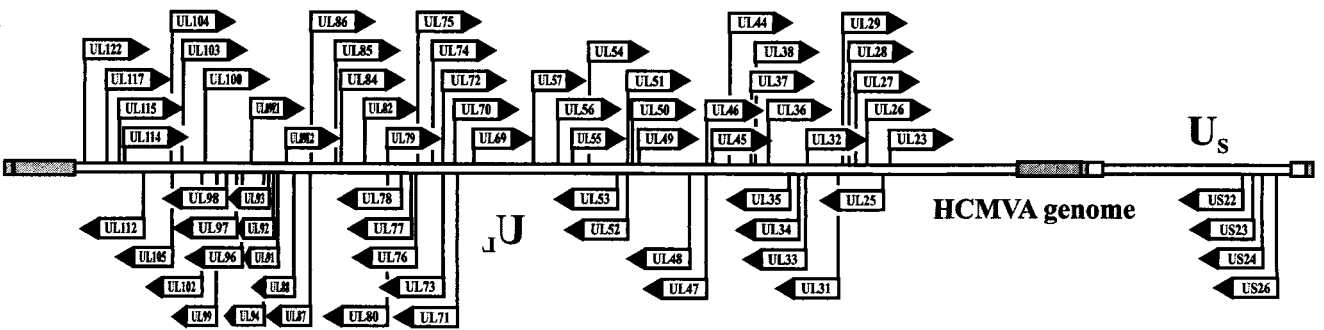 UL104 UL86 UL75 UL44 UL29
UL122 UL103 UL85 UL74 UL54 UL38 UL28
UL117 UL100 UL84 UL72 UL57 UL51 UL37 UL27
UL115 UL82 UL70 UL56 UL50 UL46 UL36 UL26
UL114 UL79 UL69 UL55 UL49 UL45 UL32 UL23
U S
UL98 UL93 UL78 UL53 UL35 UL25 HCMVA genome US22
UL112 UL97 UL92 UL77 U L UL52 UL34 US23
UL105 UL96 UL91 UL76 UL48 UL33 US24
UL102 UL88 UL73 UL47 UL31 US26
UL99 UL94 UL87 UL80 UL71